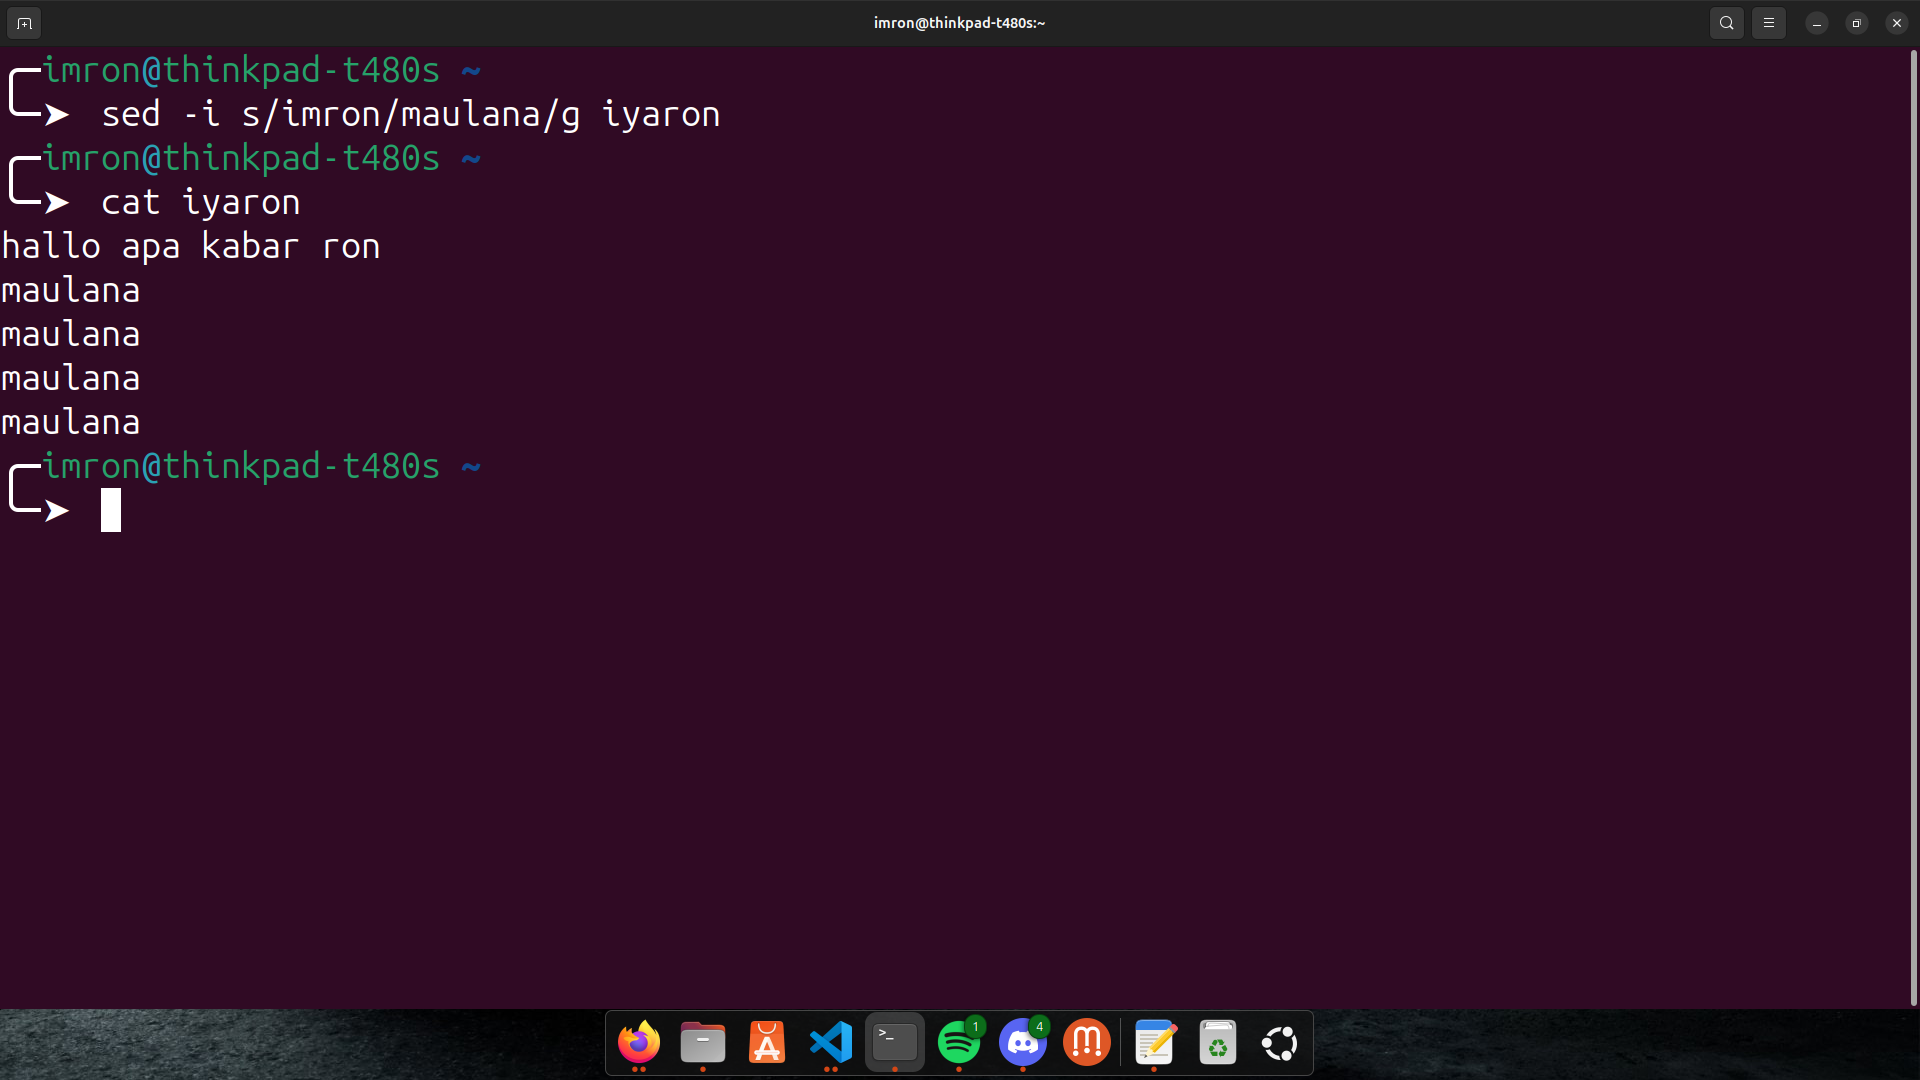 imron@thinkpad-t480s:~
imron@thinkpad-t480s ~
➤ sed -i s/imron/maulana/g iyaron
imron@thinkpad-t480s ~
➤ cat iyaron
hallo apa kabar ron
maulana
maulana
maulana
maulana
imron@thinkpad-t480s ~
➤
>_
1
4